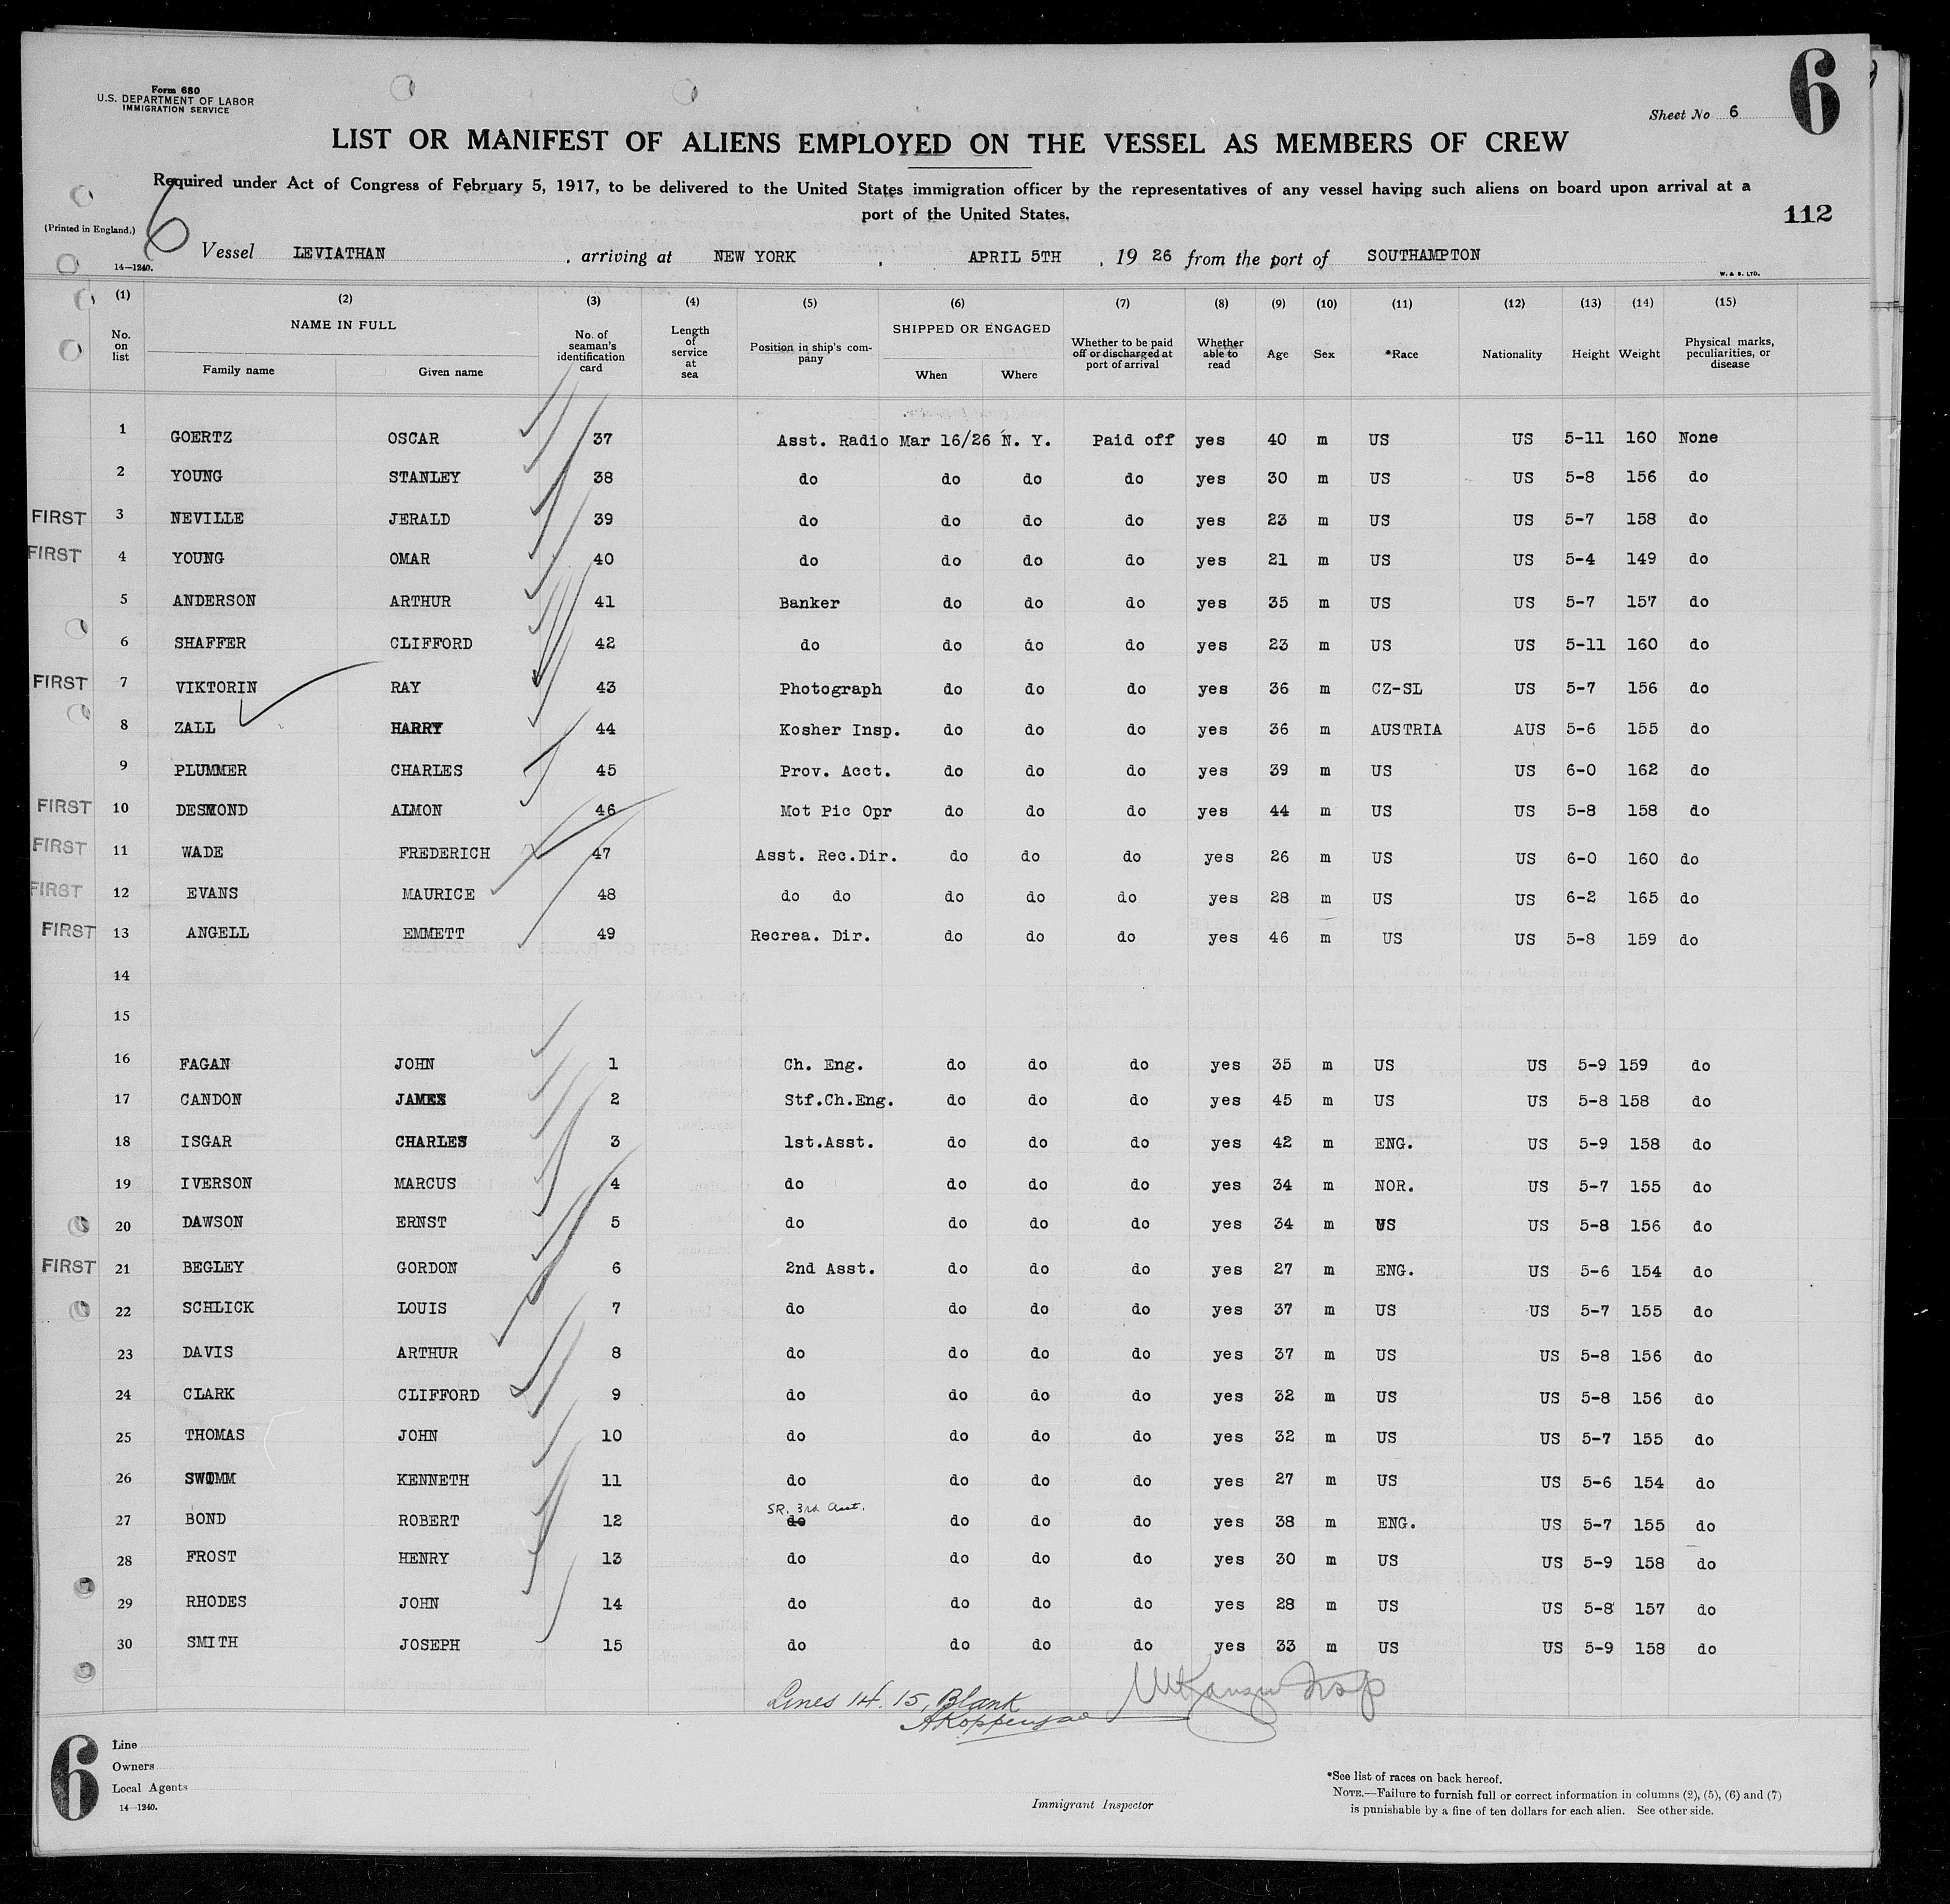 Form 680
U.S. DEPARTMENT OF LABOR
IMMIGRATION SERVICE
Sheet No 6
6
LIST OR MANIFEST OF ALIENS EMPLOYED ON THE VESSEL AS MEMBERS OF CREW
Required under Act of Congress of February 5, 1917, to be delivered to the United States immigration officer by the representatives of any vessel having such aliens on board upon arrival at a
port of the United States.
112
(Printed in England.)
6
14—1240.
Vessel LEVIATHAN , arriving at NEW YORK , APRIL 5TH , 19 26 from the port of SOUTHAMPTON
W. & S. LTD.
(1) (2) (3) (4) (5) (6) (7) (8) (9) (10) (11) (12) (13) (14) (15)
No. on list NAME IN FULL Family name Given name No. of seaman's identification card Length of service at sea Position in ship's company SHIPPED OR ENGAGED When Where Whether to be paid off or discharged at port of arrival Whether able to read Age Sex *Race Nationality Height Weight Physical marks, peculiarities, or disease
1 GOERTZ OSCAR 37 Asst. Radio Mar 16/26 N. Y. Paid off yes 40 m US US 5-11 160 None
2 YOUNG STANLEY 38 do do do do yes 30 m US US 5-8 156 do
FIRST 3 NEVILLE JERALD 39 do do do do yes 23 m US US 5-7 158 do
FIRST 4 YOUNG OMAR 40 do do do do yes 21 m US US 5-4 149 do
5 ANDERSON ARTHUR 41 Banker do do do yes 35 m US US 5-7 157 do
6 SHAFFER CLIFFORD 42 do do do do yes 23 m US US 5-11 160 do
FIRST 7 VIKTORIN RAY 43 Photograph do do do yes 36 m CZ-SL US 5-7 156 do
8 ZALL HARRY 44 Kosher Insp. do do do yes 36 m AUSTRIA AUS 5-6 155 do
9 PLUMMER CHARLES 45 Prov. Acct. do do do yes 39 m US US 6-0 162 do
FIRST 10 DESMOND ALMON 46 Mot Pic Opr do do do yes 44 m US US 5-8 158 do
FIRST 11 WADE FREDERICH 47 Asst. Rec.Dir. do do do yes 26 m US US 6-0 160 do
FIRST 12 EVANS MAURICE 48 do do do do do yes 28 m US US 6-2 165 do
FIRST 13 ANGELL EMMETT 49 Recrea. Dir. do do do yes 46 m US US 5-8 159 do
14
15
16 FAGAN JOHN 1 Ch. Eng. do do do yes 35 m US US 5-9 159 do
17 CANDON JAMES 2 Stf.Ch.Eng. do do do yes 45 m US US 5-8 158 do
18 ISGAR CHARLES 3 1st.Asst. do do do yes 42 m ENG. US 5-9 158 do
19 IVERSON MARCUS 4 do do do do yes 34 m NOR. US 5-7 155 do
20 DAWSON ERNST 5 do do do do yes 34 m US US 5-8 156 do
FIRST 21 BEGLEY GORDON 6 2nd Asst. do do do yes 27 m ENG. US 5-6 154 do
22 SCHLICK LOUIS 7 do do do do yes 37 m US US 5-7 155 do
23 DAVIS ARTHUR 8 do do do do yes 37 m US US 5-8 156 do
24 CLARK CLIFFORD 9 do do do do yes 32 m US US 5-8 156 do
25 THOMAS JOHN 10 do do do do yes 32 m US US 5-7 155 do
26 SWIMM KENNETH 11 do do do do yes 27 m US US 5-6 154 do
SR. 3rd Asst.
27 BOND ROBERT 12 do do do do yes 38 m ENG. US 5-7 155 do
28 FROST HENRY 13 do do do do yes 30 m US US 5-9 158 do
29 RHODES JOHN 14 do do do do yes 28 m US US 5-8 157 do
30 SMITH JOSEPH 15 do do do do yes 33 m US US 5-9 158 do
Lines 14. 15, Blank
6
Line
Owners
Local Agents
14—1240.
Immigrant Inspector
*See list of races on back hereof.
NOTE.—Failure to furnish full or correct information in columns (2), (5), (6) and (7)
is punishable by a fine of ten dollars for each alien. See other side.